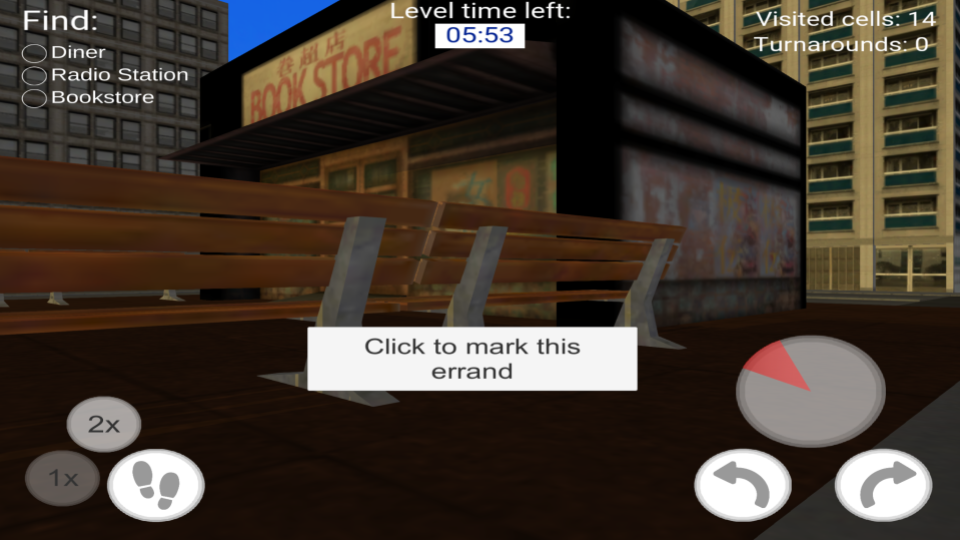 Find:
Diner
Radio Station
Bookstore
Level time left:
05:53
Visited cells: 14
Turnarounds: 0
BOOK STORE
Click to mark this
errand
2x
1x